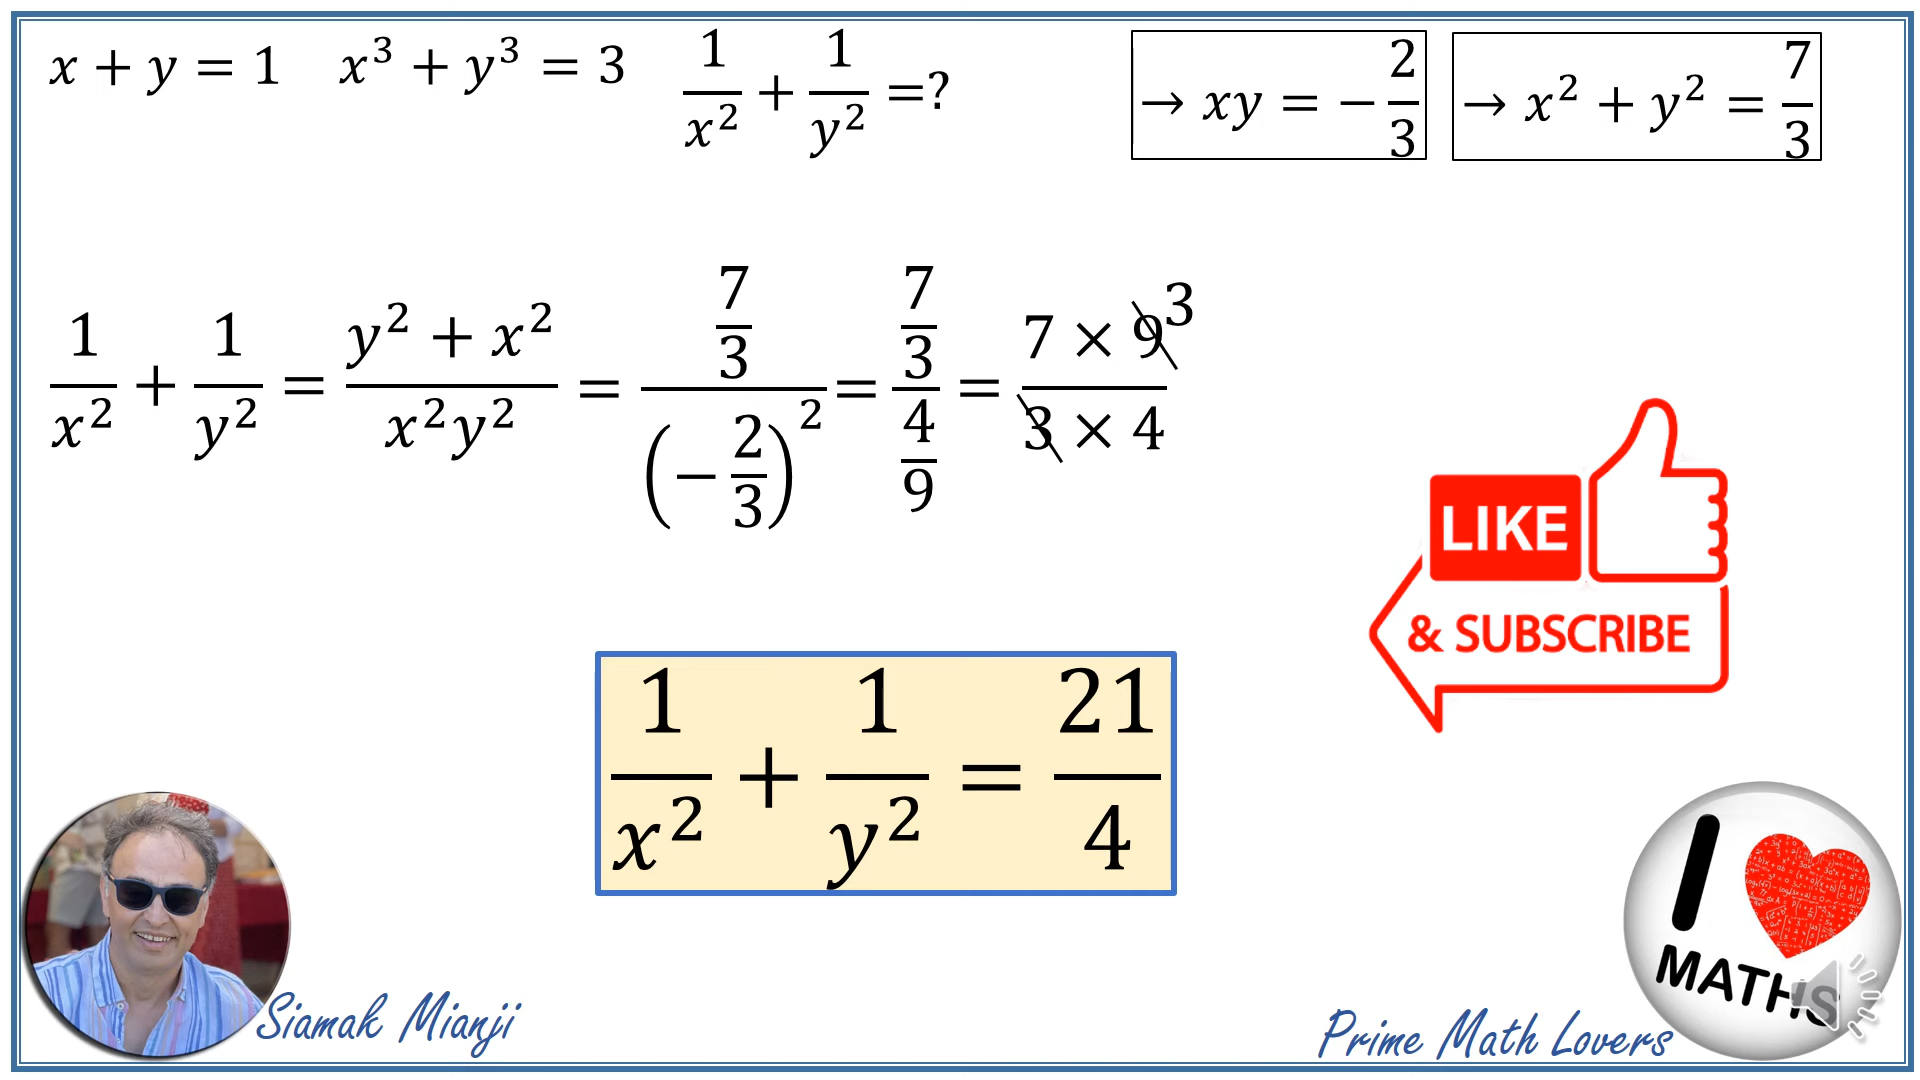 x + y = 1   x³ + y³ = 3   1/x² + 1/y² =?   → xy = −2/3   → x² + y² = 7/3
1/x² + 1/y² = (y² + x²)/(x²y²) = (7/3)/(−2/3)² = (7/3)/(4/9) = (7 × 9 3)/(3 × 4)
LIKE
& SUBSCRIBE
1/x² + 1/y² = 21/4
I
MATHS
Siamak Mianji
Prime Math Lovers